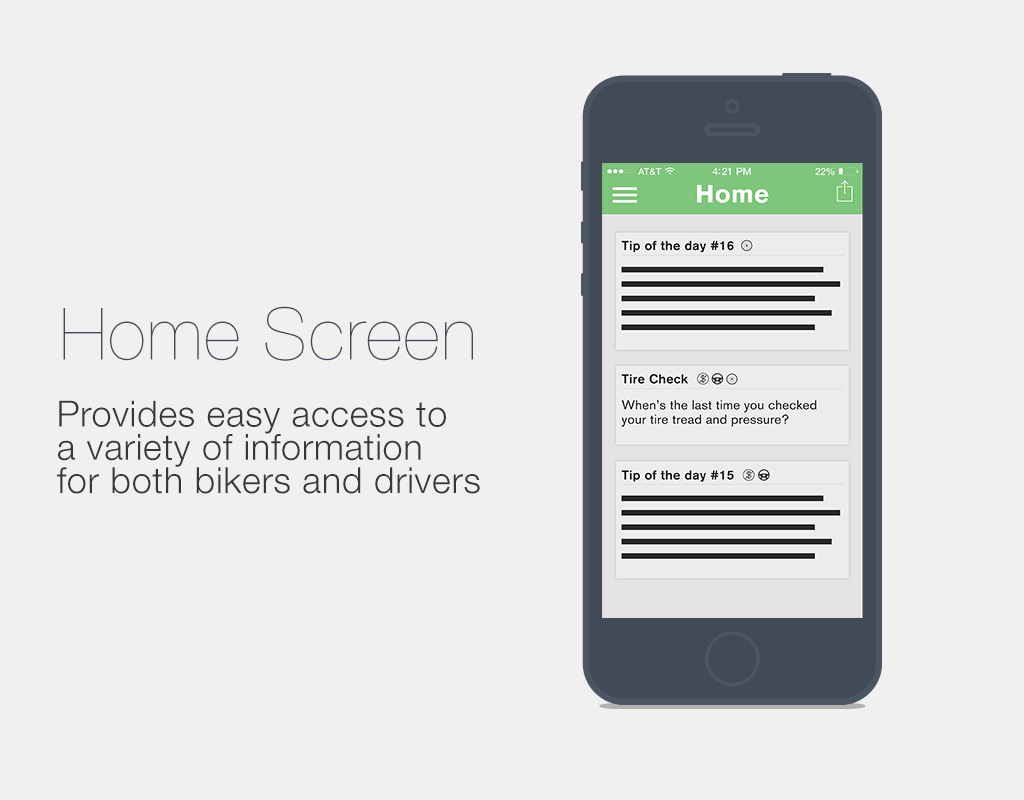 Home Screen
Provides easy access to
a variety of information
for both bikers and drivers
AT&T 4:21 PM 22%
Home
Tip of the day #16
Tire Check
When's the last time you checked
your tire tread and pressure?
Tip of the day #15